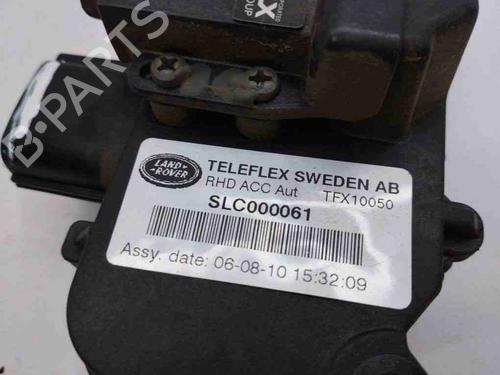 B-PARTS
LAND-
ROVER
TELEFLEX SWEDEN AB
RHD ACC Aut TFX10050
SLC000061
Assy. date: 06-08-10 15:32:09